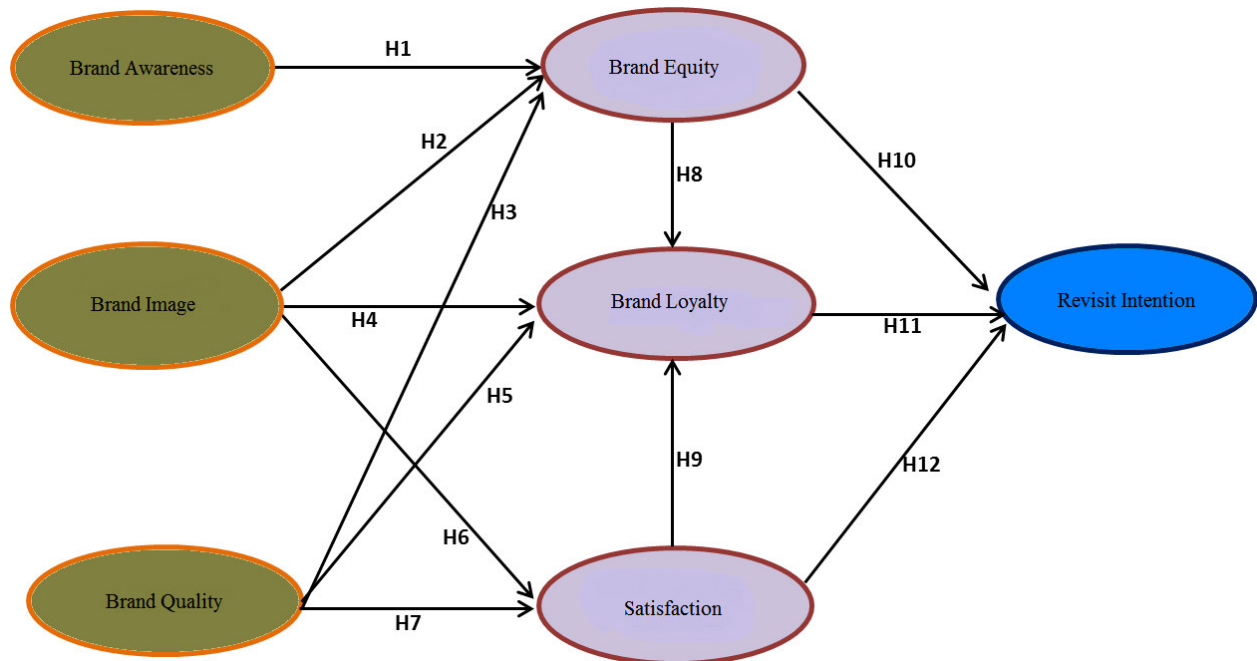 Brand Awareness
H1
Brand Equity
H2
H8
H10
H3
Brand Image
H4
Brand Loyalty
H11
Revisit Intention
H5
H9
H12
H6
Brand Quality
H7
Satisfaction